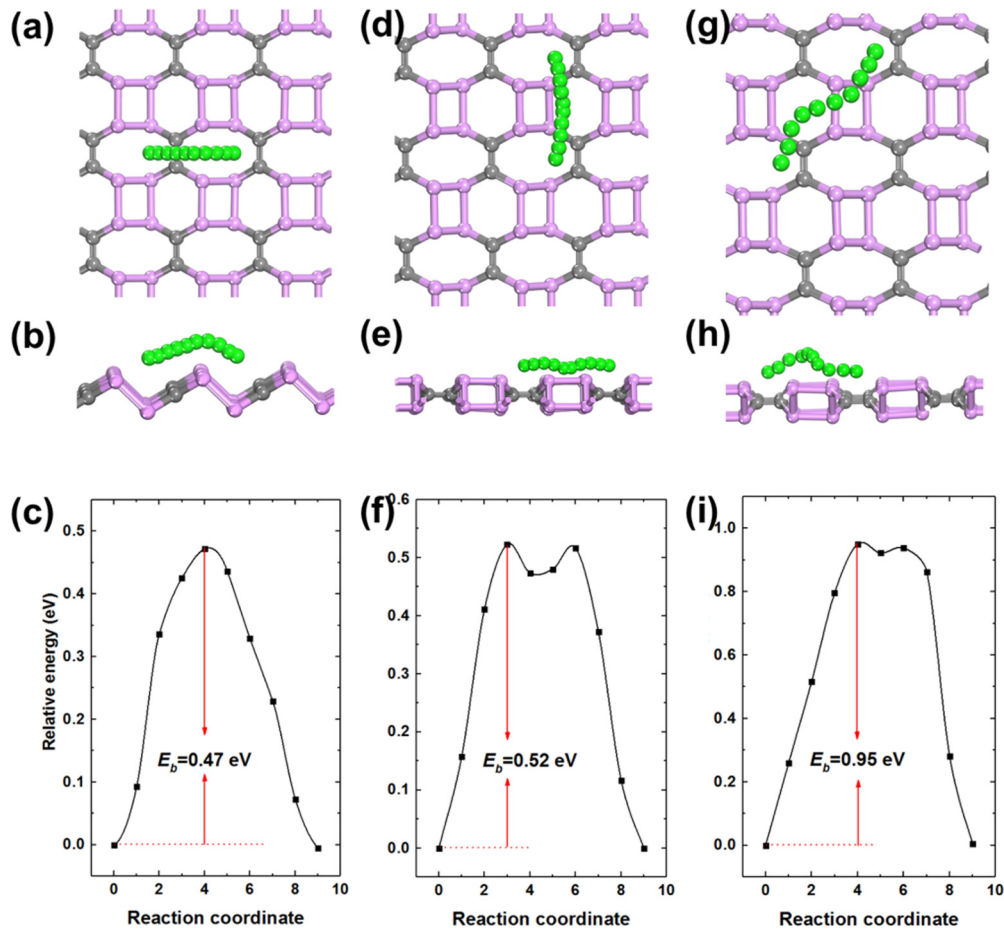 (a)
(d)
(g)
(b)
(e)
(h)
(c)
Relative energy (eV)
0.5
0.4
0.3
0.2
0.1
0.0
E_b=0.47 eV
0 2 4 6 8 10
Reaction coordinate
(f)
0.6
0.5
0.4
0.3
0.2
0.1
0.0
E_b=0.52 eV
0 2 4 6 8 10
Reaction coordinate
(i)
1.0
0.8
0.6
0.4
0.2
0.0
E_b=0.95 eV
0 2 4 6 8 10
Reaction coordinate